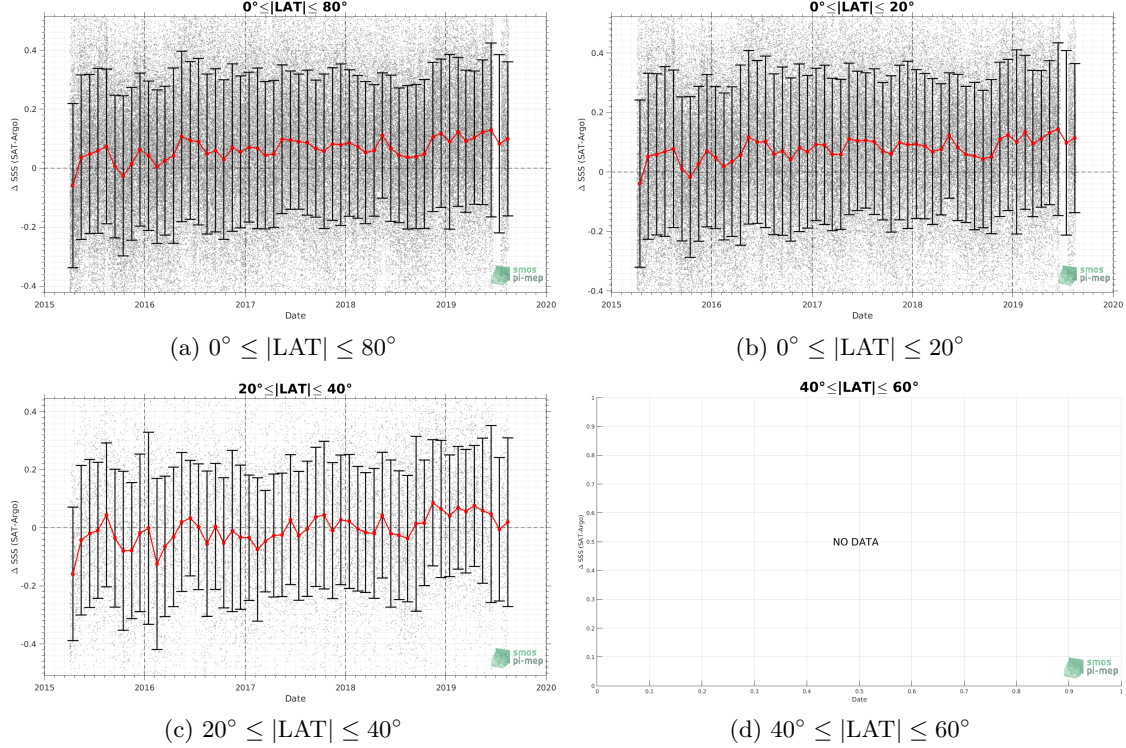 0°≤|LAT|≤ 80°
Δ SSS (SAT-Argo)
0.4
0.2
0
-0.2
-0.4
2015 2016 2017 2018 2019 2020
Date
smos
pi-mep
(a) 0° ≤ |LAT| ≤ 80°
0°≤|LAT|≤ 20°
Δ SSS (SAT-Argo)
0.4
0.2
0
-0.2
-0.4
2015 2016 2017 2018 2019 2020
Date
smos
pi-mep
(b) 0° ≤ |LAT| ≤ 20°
20°≤|LAT|≤ 40°
Δ SSS (SAT-Argo)
0.4
0.2
0
-0.2
-0.4
2015 2016 2017 2018 2019 2020
Date
smos
pi-mep
(c) 20° ≤ |LAT| ≤ 40°
40°≤|LAT|≤ 60°
Δ SSS (SAT-Argo)
1
0.9
0.8
0.7
0.6
0.5
0.4
0.3
0.2
0.1
0
NO DATA
0 0.1 0.2 0.3 0.4 0.5 0.6 0.7 0.8 0.9 1
Date
smos
pi-mep
(d) 40° ≤ |LAT| ≤ 60°